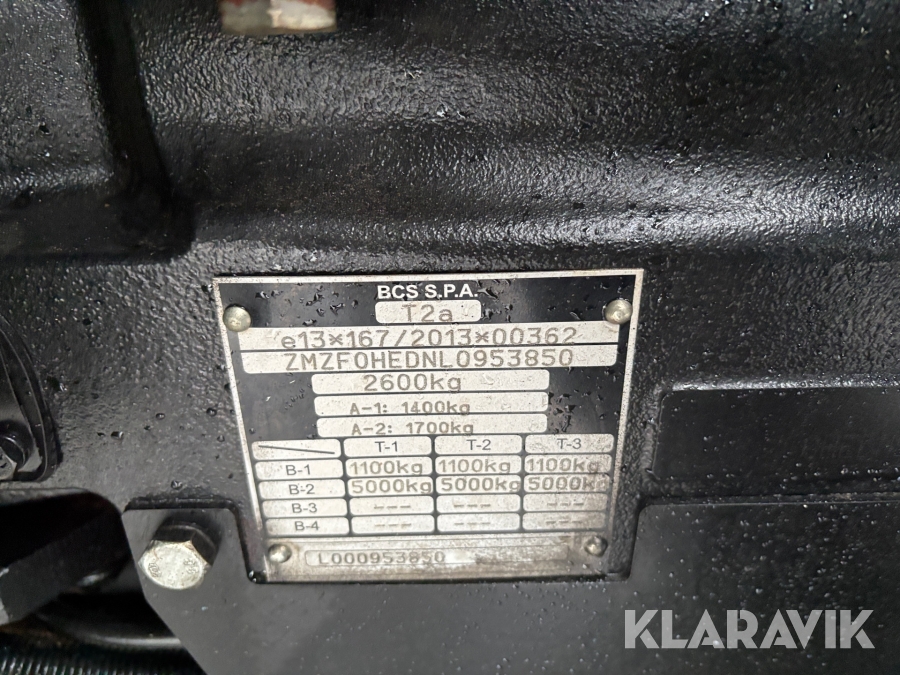 BCS S.P.A.
T2a
e13*167/2013*00362
ZMZF0HEDNL0953850
2600kg
A-1: 1400kg
A-2: 1700kg
T-1 T-2 T-3
B-1 1100kg 1100kg 1100kg
B-2 5000kg 5000kg 5000kg
B-3 --- --- ---
B-4 --- --- ---
L000953850
KLARAVIK